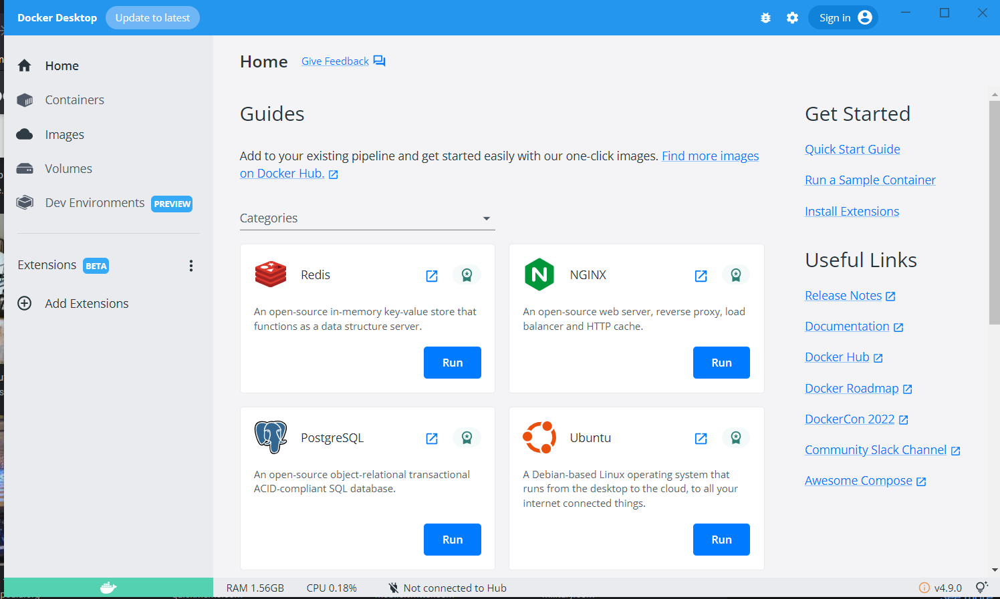 Docker Desktop
Update to latest
Sign in
Home
Containers
Images
Volumes
Dev Environments PREVIEW
Extensions BETA
Add Extensions
Home
Give Feedback
Guides
Add to your existing pipeline and get started easily with our one-click images. Find more images
on Docker Hub.
Categories
Redis
An open-source in-memory key-value store that
functions as a data structure server.
Run
NGINX
An open-source web server, reverse proxy, load
balancer and HTTP cache.
Run
PostgreSQL
An open-source object-relational transactional
ACID-compliant SQL database.
Run
Ubuntu
A Debian-based Linux operating system that
runs from the desktop to the cloud, to all your
internet connected things.
Run
Get Started
Quick Start Guide
Run a Sample Container
Install Extensions
Useful Links
Release Notes
Documentation
Docker Hub
Docker Roadmap
DockerCon 2022
Community Slack Channel
Awesome Compose
RAM 1.56GB
CPU 0.18%
Not connected to Hub
v4.9.0